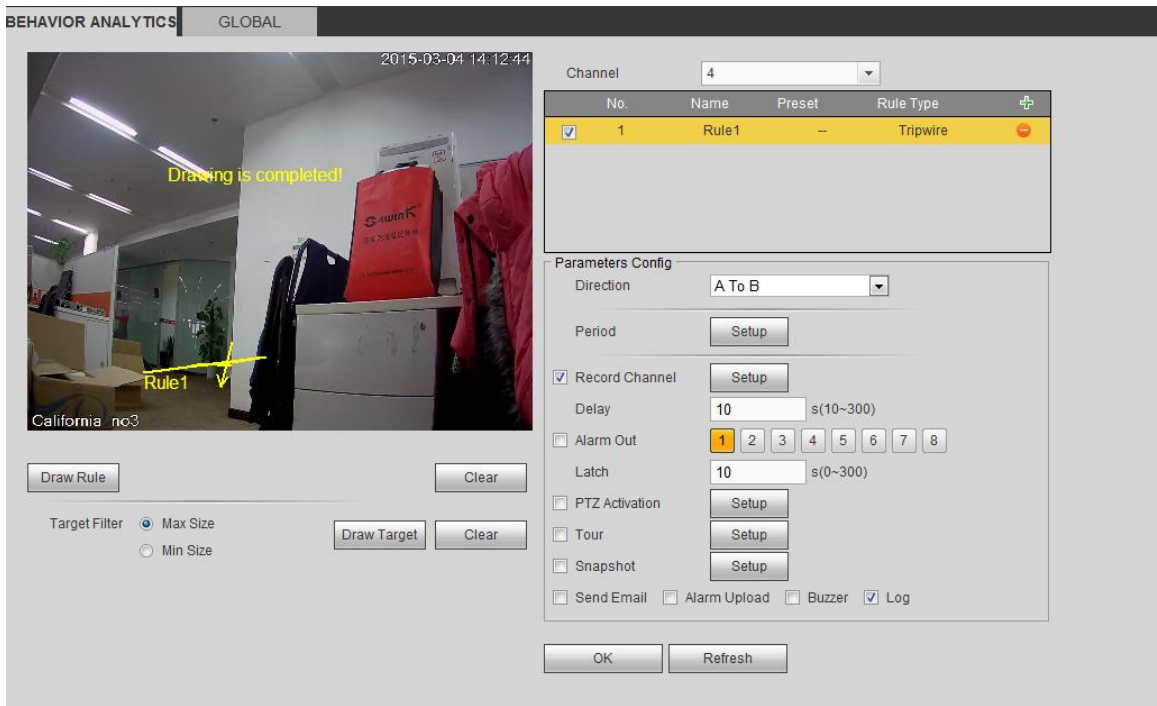 BEHAVIOR ANALYTICS GLOBAL
2015-03-04 14:12:44
Drawing is completed!
SAWINK
Rule1
California no3
Draw Rule Clear
Target Filter Max Size
Min Size
Draw Target Clear
Channel 4
No. Name Preset Rule Type
1 Rule1 -- Tripwire
Parameters Config
Direction A To B
Period Setup
Record Channel Setup
Delay 10 s(10~300)
Alarm Out 1 2 3 4 5 6 7 8
Latch 10 s(0~300)
PTZ Activation Setup
Tour Setup
Snapshot Setup
Send Email Alarm Upload Buzzer Log
OK Refresh